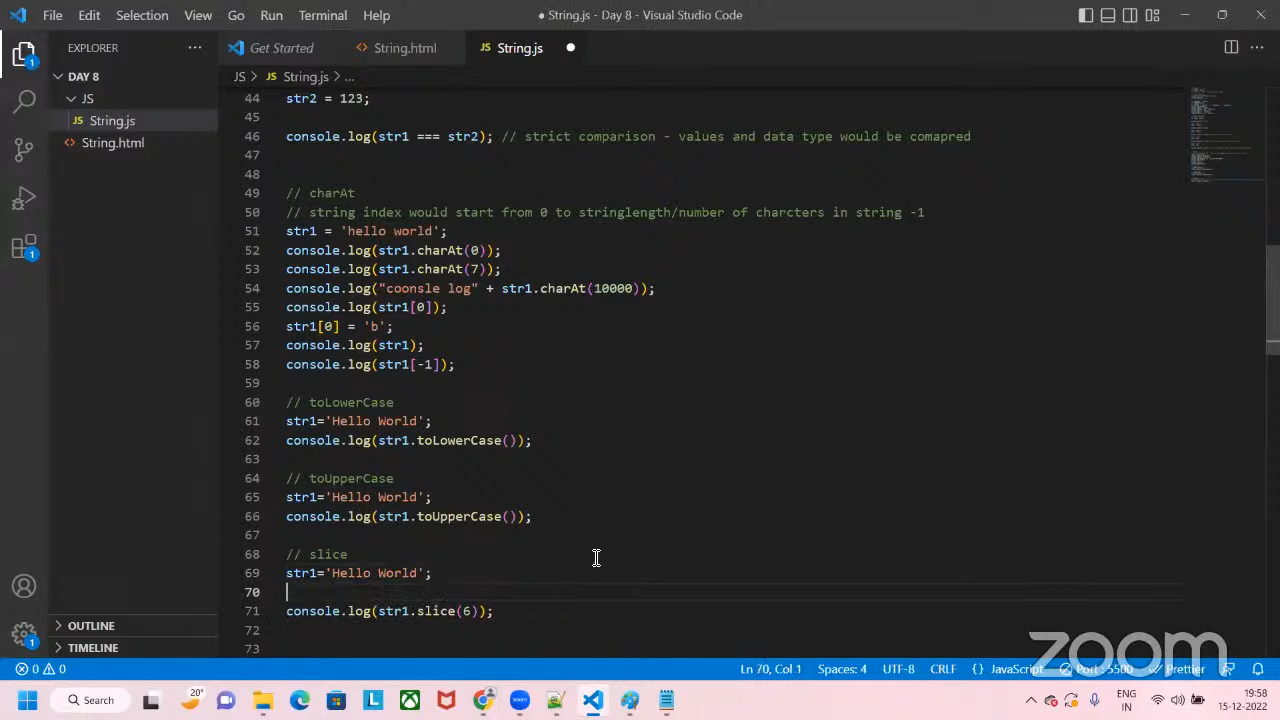 File Edit Selection View Go Run Terminal Help
● String.js - Day 8 - Visual Studio Code
EXPLORER
Get Started
String.html
JS String.js
DAY 8
JS
JS String.js
String.html
JS > JS String.js > ...
44 str2 = 123;
45
46 console.log(str1 === str2); // strict comparison - values and data type would be comapred
47
48
49 // charAt
50 // string index would start from 0 to stringlength/number of charcters in string -1
51 str1 = 'hello world';
52 console.log(str1.charAt(0));
53 console.log(str1.charAt(7));
54 console.log("coonsle log" + str1.charAt(10000));
55 console.log(str1[0]);
56 str1[0] = 'b';
57 console.log(str1);
58 console.log(str1[-1]);
59
60 // toLowerCase
61 str1='Hello World';
62 console.log(str1.toLowerCase());
63
64 // toUpperCase
65 str1='Hello World';
66 console.log(str1.toUpperCase());
67
68 // slice
69 str1='Hello World';
70
71 console.log(str1.slice(6));
72
73
1
1
1
OUTLINE
TIMELINE
zoom
0 0
Ln 70, Col 1 Spaces: 4 UTF-8 CRLF {} JavaScript Port : 5500 Prettier
Search
20°
ENG
IN
19:58
15-12-2022